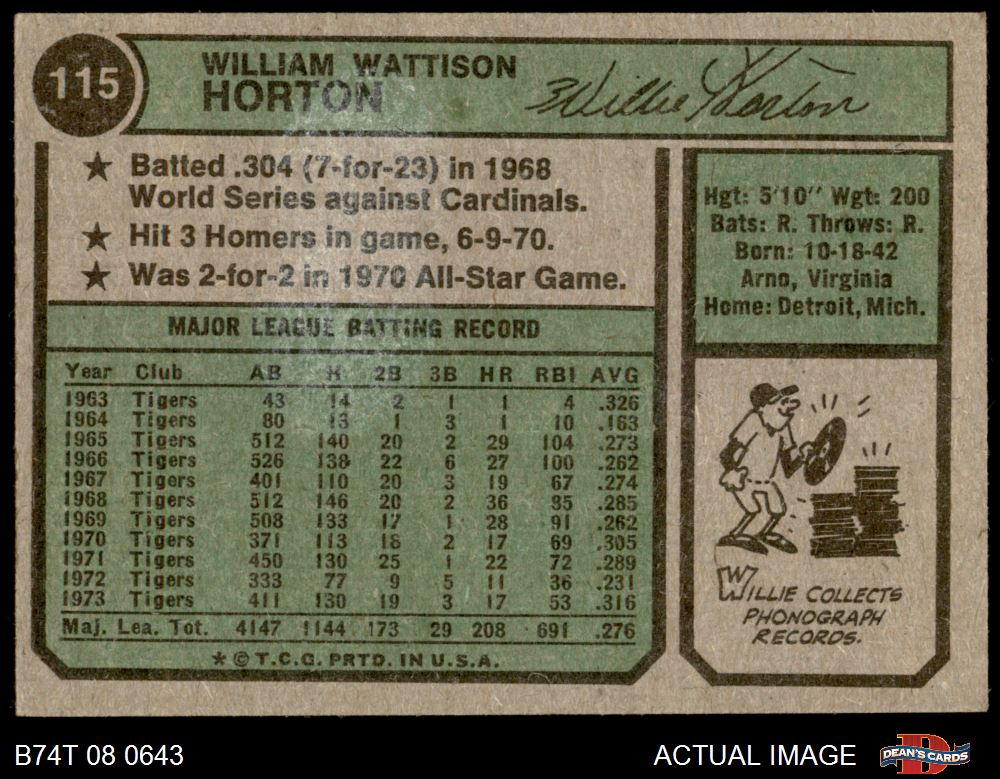 115
WILLIAM WATTISON
HORTON
Willie Horton
★ Batted .304 (7-for-23) in 1968
World Series against Cardinals.
★ Hit 3 Homers in game, 6-9-70.
★ Was 2-for-2 in 1970 All-Star Game.
Hgt: 5'10" Wgt: 200
Bats: R. Throws: R.
Born: 10-18-42
Arno, Virginia
Home: Detroit, Mich.
MAJOR LEAGUE BATTING RECORD
Year Club AB H 2B 3B HR RBI AVG
1963 Tigers 43 14 2 1 1 4 .326
1964 Tigers 80 13 1 3 1 10 .163
1965 Tigers 512 140 20 2 29 104 .273
1966 Tigers 526 138 22 6 27 100 .262
1967 Tigers 401 110 20 3 19 67 .274
1968 Tigers 512 146 20 2 36 85 .285
1969 Tigers 508 133 17 1 28 91 .262
1970 Tigers 371 113 18 2 17 69 .305
1971 Tigers 450 130 25 1 22 72 .289
1972 Tigers 333 77 9 5 11 36 .231
1973 Tigers 411 130 19 3 17 53 .316
Maj. Lea. Tot. 4147 1144 173 29 208 691 .276
* © T.C.G. PRTD. IN U.S.A.
WILLIE COLLECTS
PHONOGRAPH
RECORDS.
B74T 08 0643
ACTUAL IMAGE
D
DEAN'S CARDS